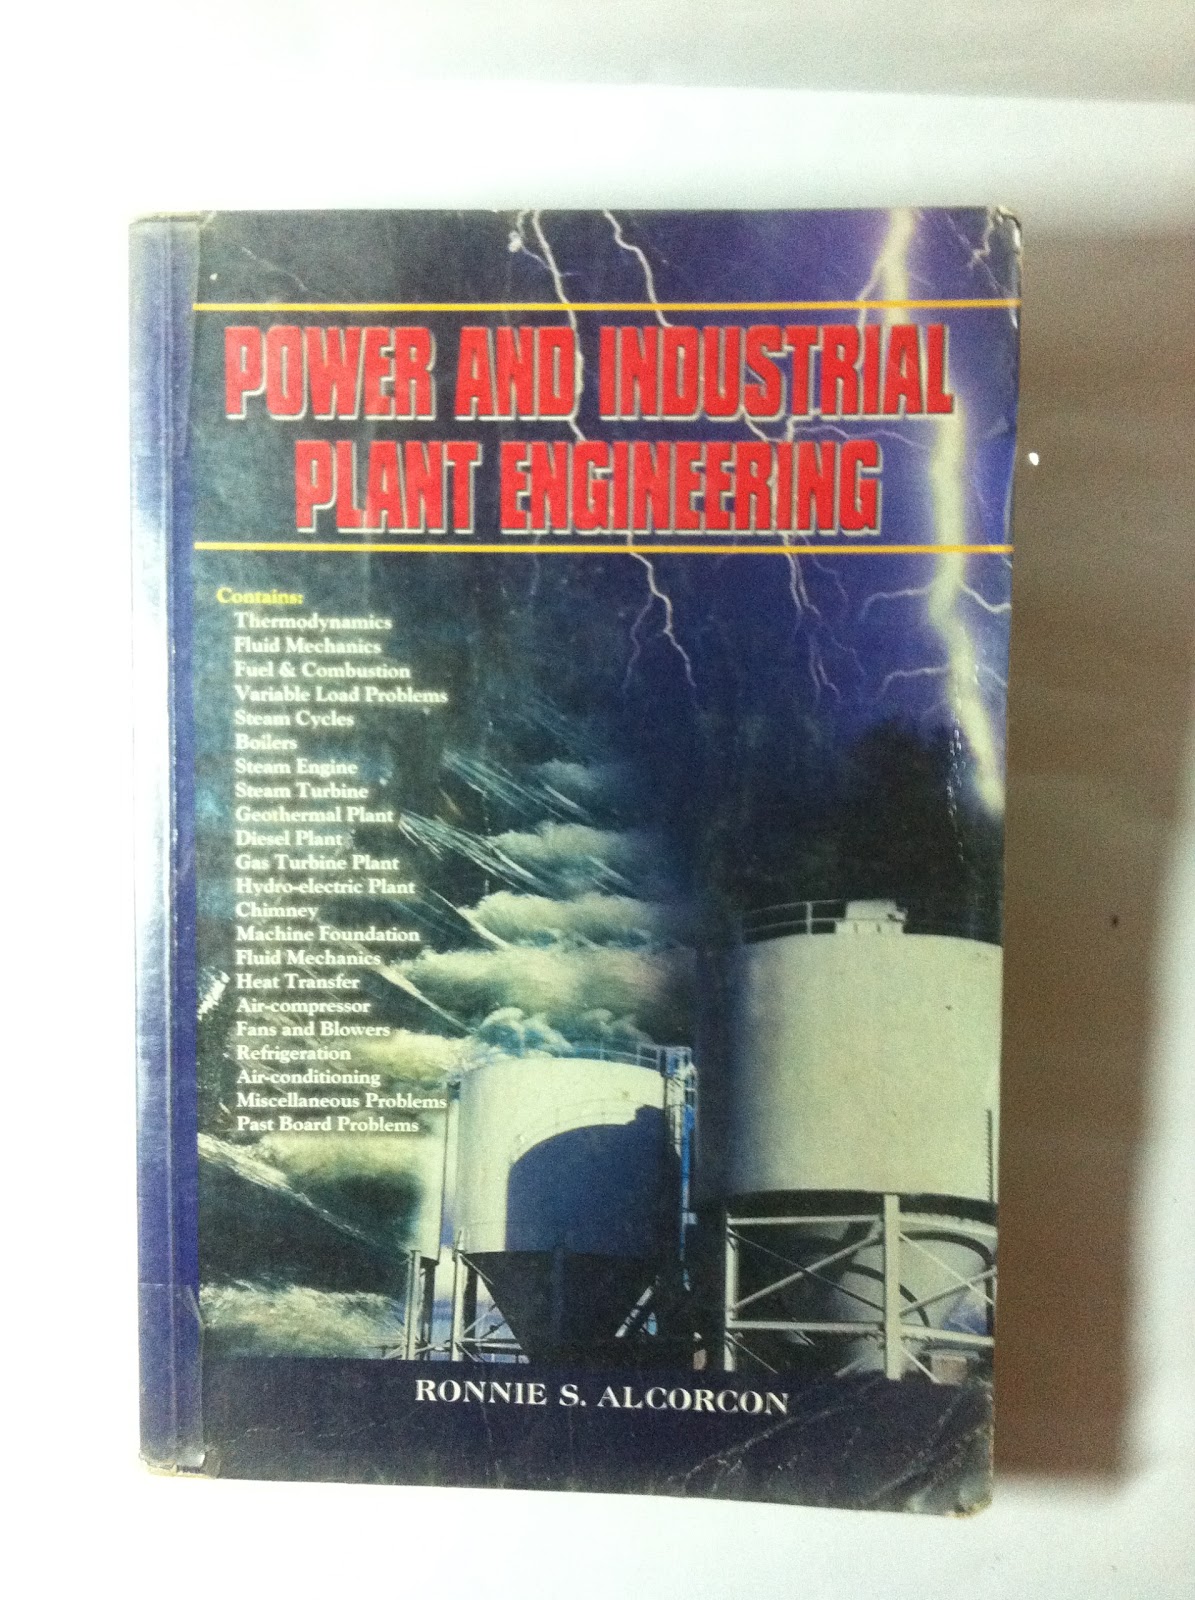 POWER AND INDUSTRIAL
PLANT ENGINEERING
Contains:
Thermodynamics
Fluid Mechanics
Fuel & Combustion
Variable Load Problems
Steam Cycles
Boilers
Steam Engine
Steam Turbine
Geothermal Plant
Diesel Plant
Gas Turbine Plant
Hydro-electric Plant
Chimney
Machine Foundation
Fluid Mechanics
Heat Transfer
Air-compressor
Fans and Blowers
Refrigeration
Air-conditioning
Miscellaneous Problems
Past Board Problems
RONNIE S. ALCORCON